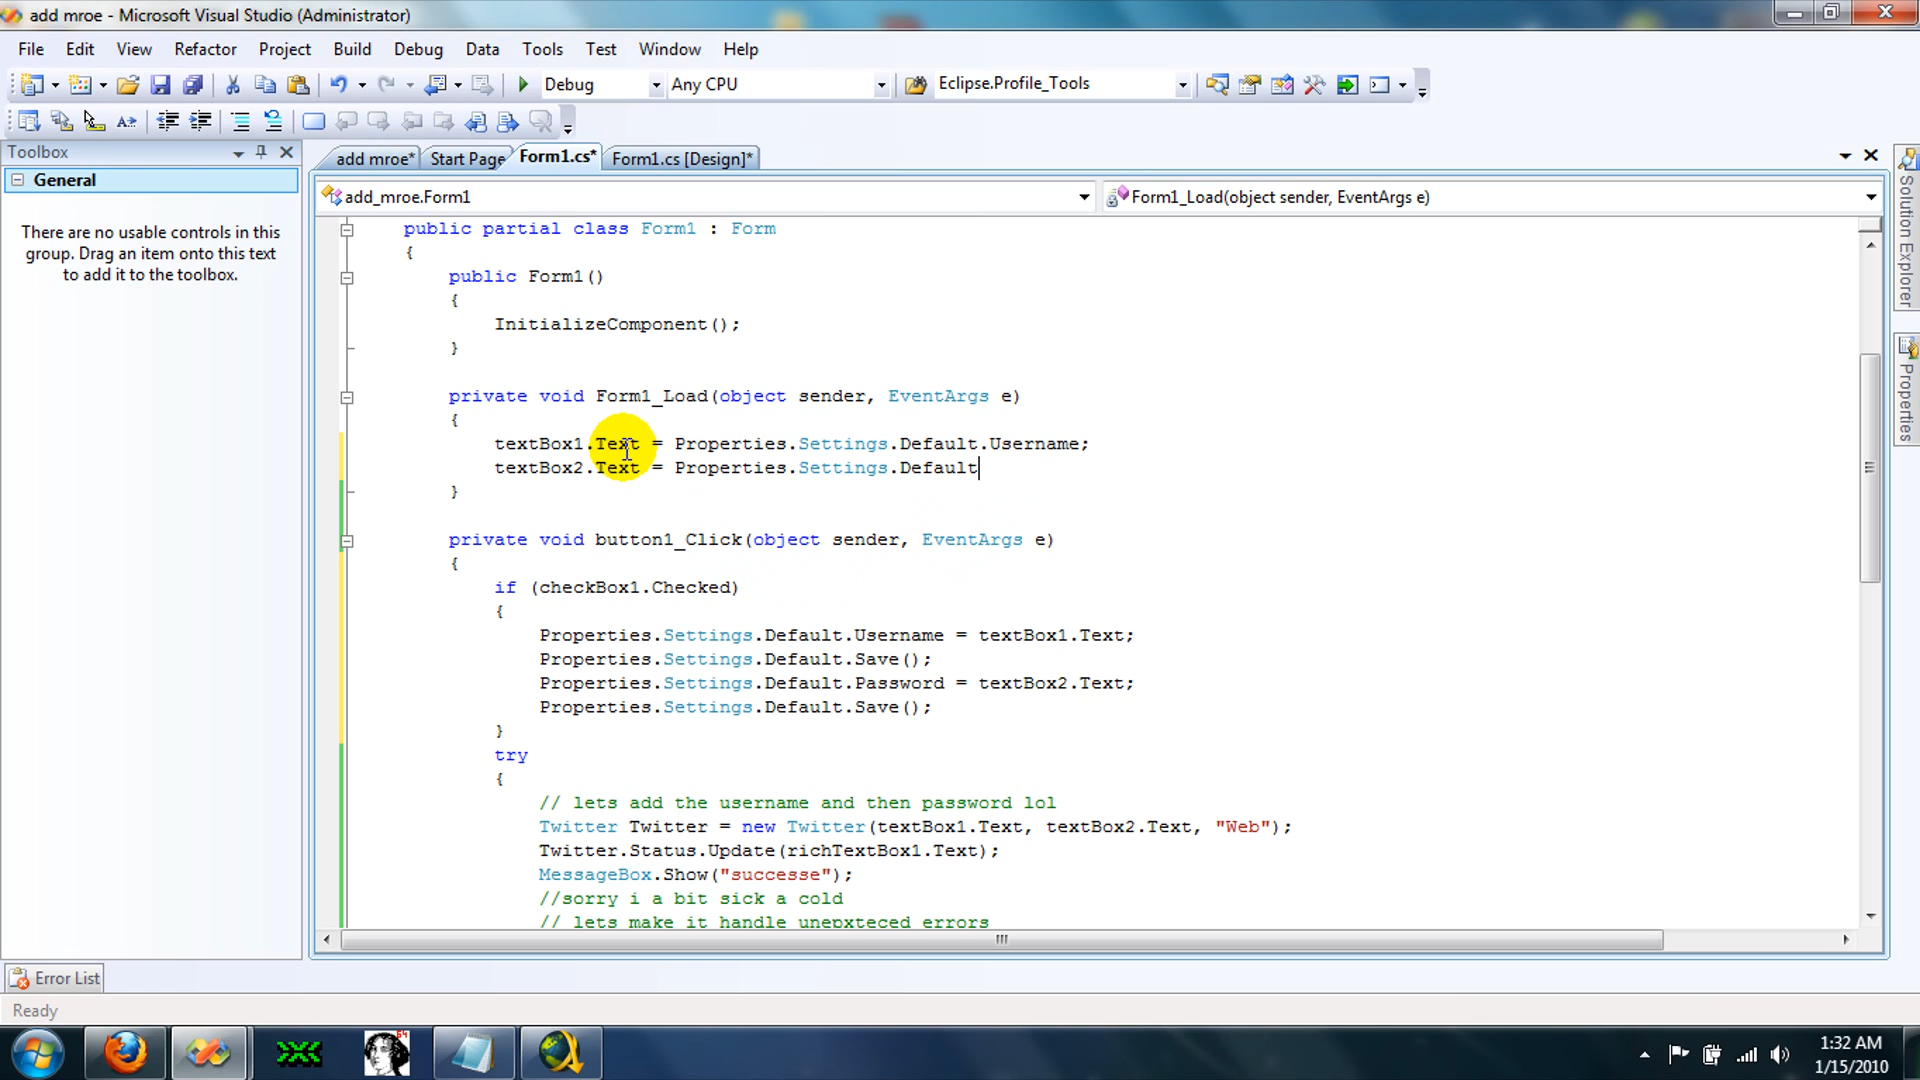 add mroe - Microsoft Visual Studio (Administrator)
File Edit View Refactor Project Build Debug Data Tools Test Window Help
Debug Any CPU Eclipse.Profile_Tools
Toolbox
General
There are no usable controls in this
group. Drag an item onto this text
to add it to the toolbox.
add mroe* Start Page Form1.cs* Form1.cs [Design]*
add_mroe.Form1 Form1_Load(object sender, EventArgs e)
public partial class Form1 : Form
{
public Form1()
{
InitializeComponent();
}
private void Form1_Load(object sender, EventArgs e)
{
textBox1.Text = Properties.Settings.Default.Username;
textBox2.Text = Properties.Settings.Default
}
private void button1_Click(object sender, EventArgs e)
{
if (checkBox1.Checked)
{
Properties.Settings.Default.Username = textBox1.Text;
Properties.Settings.Default.Save();
Properties.Settings.Default.Password = textBox2.Text;
Properties.Settings.Default.Save();
}
try
{
// lets add the username and then password lol
Twitter Twitter = new Twitter(textBox1.Text, textBox2.Text, "Web");
Twitter.Status.Update(richTextBox1.Text);
MessageBox.Show("successe");
//sorry i a bit sick a cold
// lets make it handle unepxteced errors
Solution Explorer
Properties
Error List
Ready
64
1:32 AM
1/15/2010